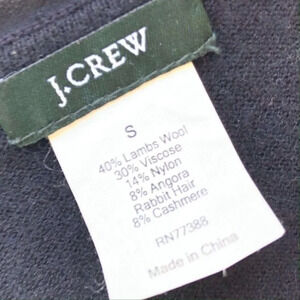 J.CREW
S
40% Lambs Wool
30% Viscose
14% Nylon
8% Angora
Rabbit Hair
8% Cashmere
RN77388
Made in China